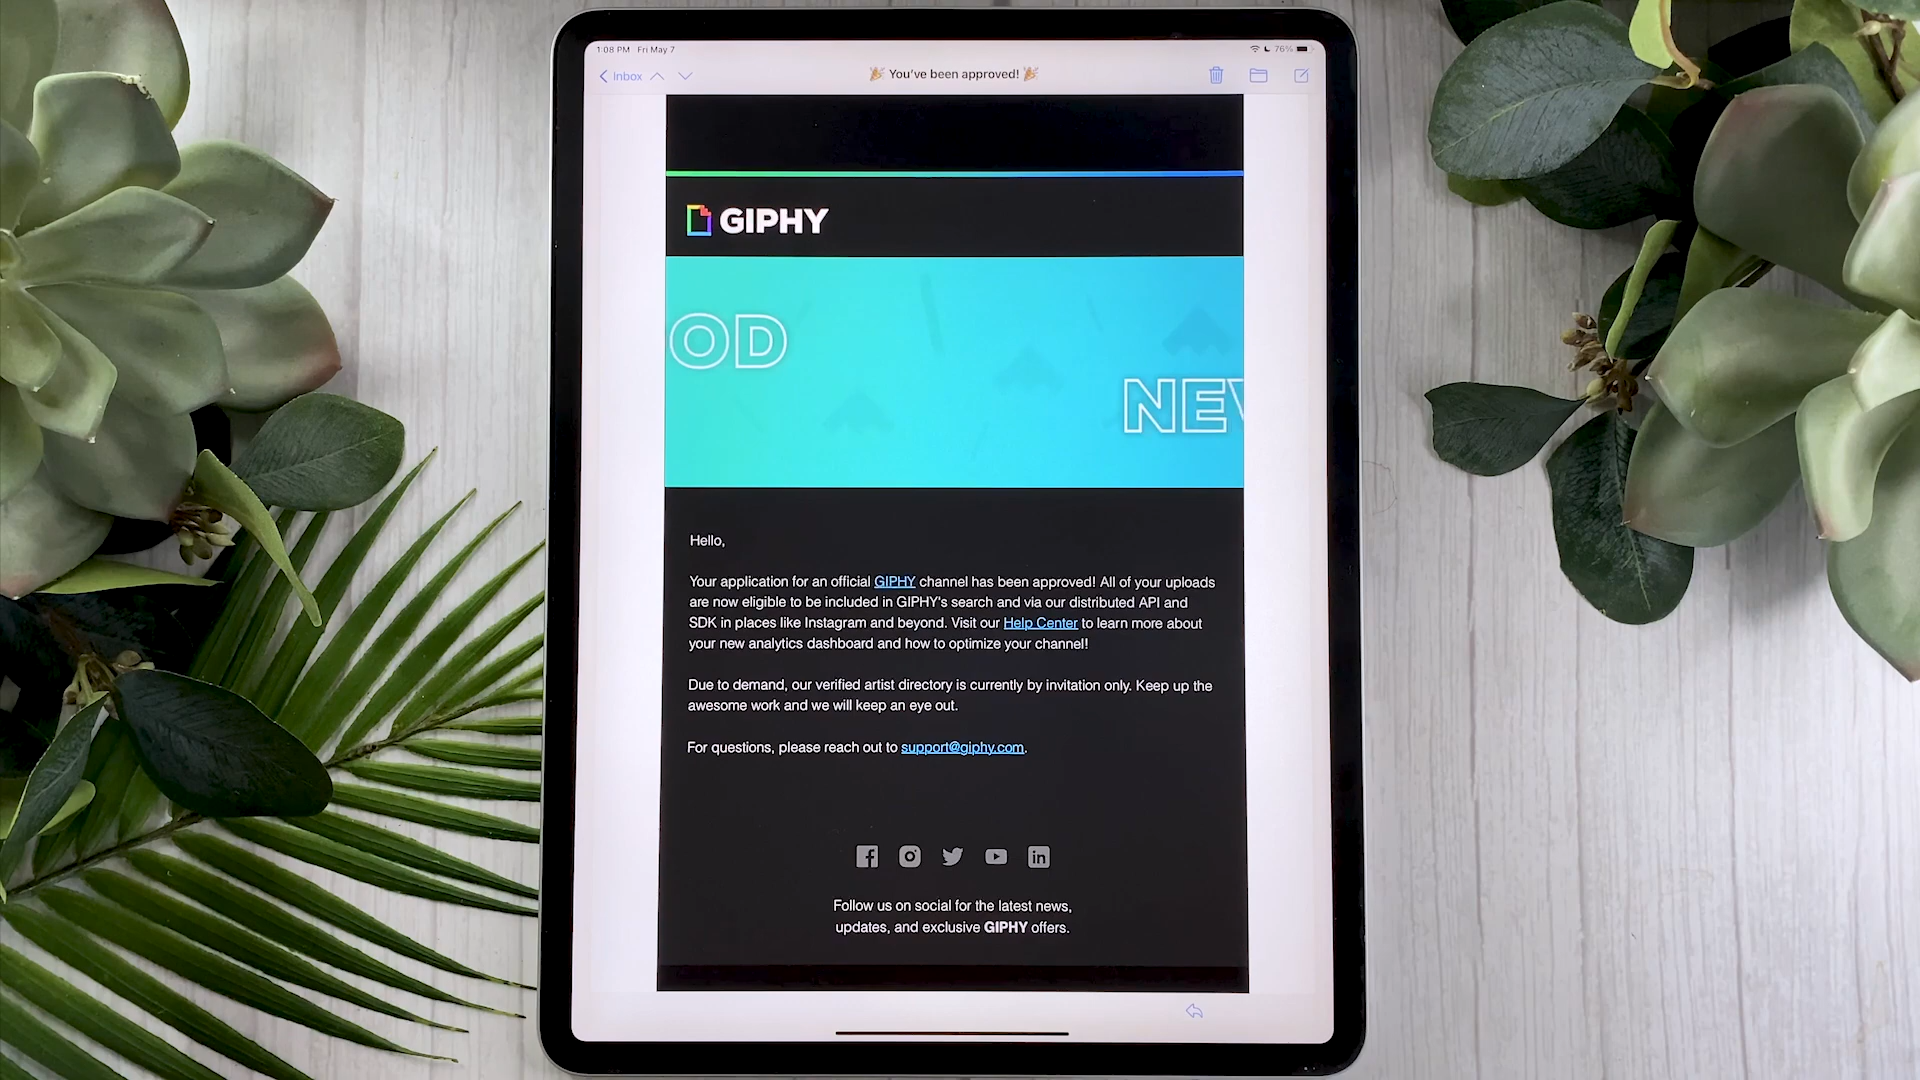 1:08 PM Fri May 7
76%
Inbox
🎉 You've been approved! 🎉
GIPHY
OD
NEW
Hello,
Your application for an official GIPHY channel has been approved! All of your uploads
are now eligible to be included in GIPHY's search and via our distributed API and
SDK in places like Instagram and beyond. Visit our Help Center to learn more about
your new analytics dashboard and how to optimize your channel!
Due to demand, our verified artist directory is currently by invitation only. Keep up the
awesome work and we will keep an eye out.
For questions, please reach out to support@giphy.com.
Follow us on social for the latest news,
updates, and exclusive GIPHY offers.